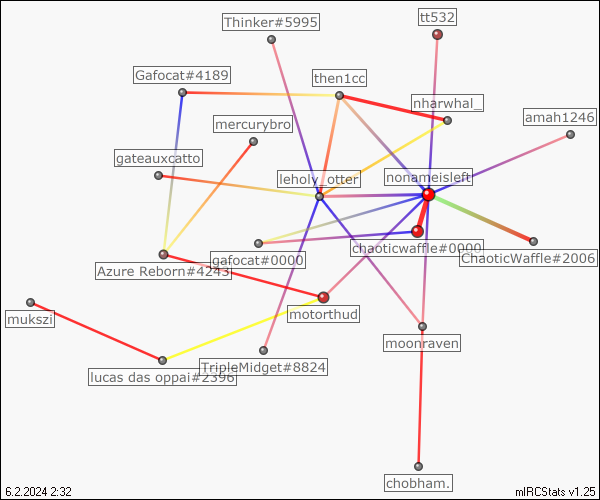 Thinker#5995
tt532
Gafocat#4189
then1cc
nharwhal_
mercurybro
amah1246
gateauxcatto
leholy_otter
nonameisleft
gafocat#0000
chaoticwaffle#0000
ChaoticWaffle#2006
Azure Reborn#4243
motorthud
mukszi
moonraven
TripleMidget#8824
lucas das oppai#2396
chobham.
6.2.2024 2:32
mIRCStats v1.25